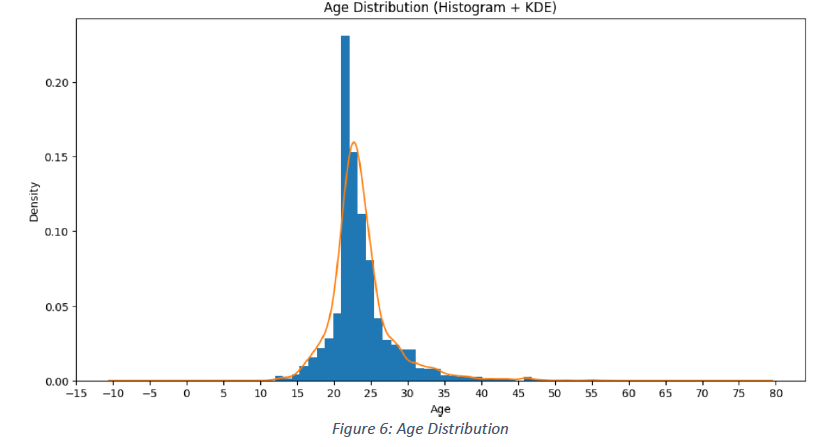 Age Distribution (Histogram + KDE)
Density
0.20
0.15
0.10
0.05
0.00
−15 −10 −5 0 5 10 15 20 25 30 35 40 45 50 55 60 65 70 75 80
Age
Figure 6: Age Distribution